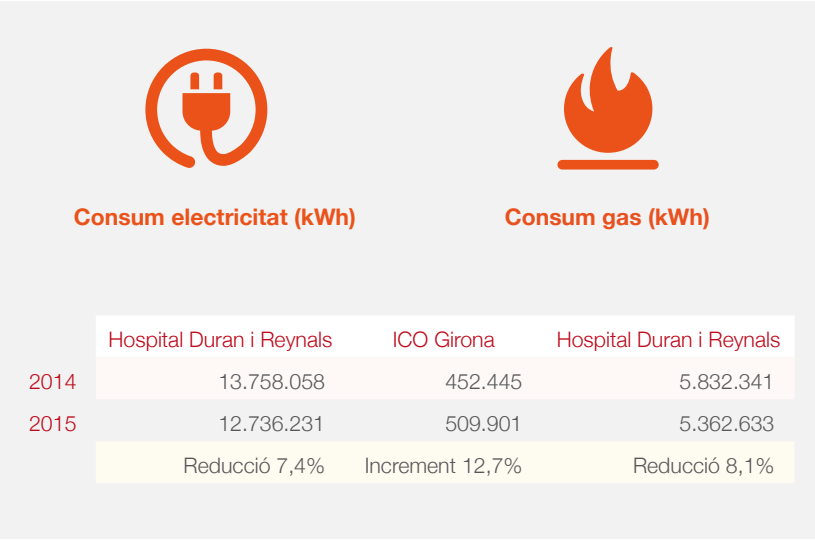 Consum electricitat (kWh) Consum gas (kWh)
Hospital Duran i Reynals ICO Girona Hospital Duran i Reynals
2014 13.758.058 452.445 5.832.341
2015 12.736.231 509.901 5.362.633
Reducció 7,4% Increment 12,7% Reducció 8,1%